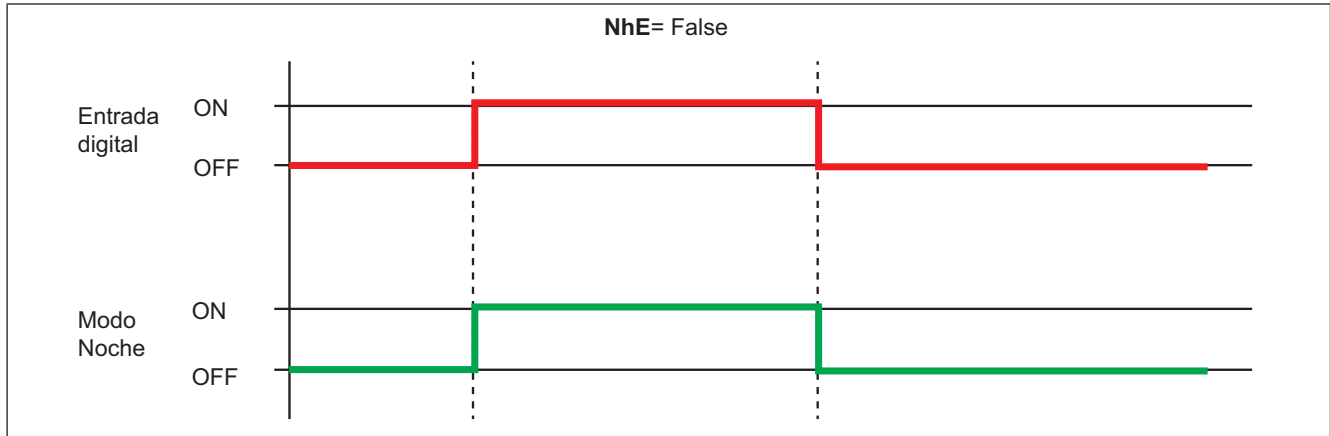 NhE= False
Entrada
digital
ON
OFF
Modo
Noche
ON
OFF